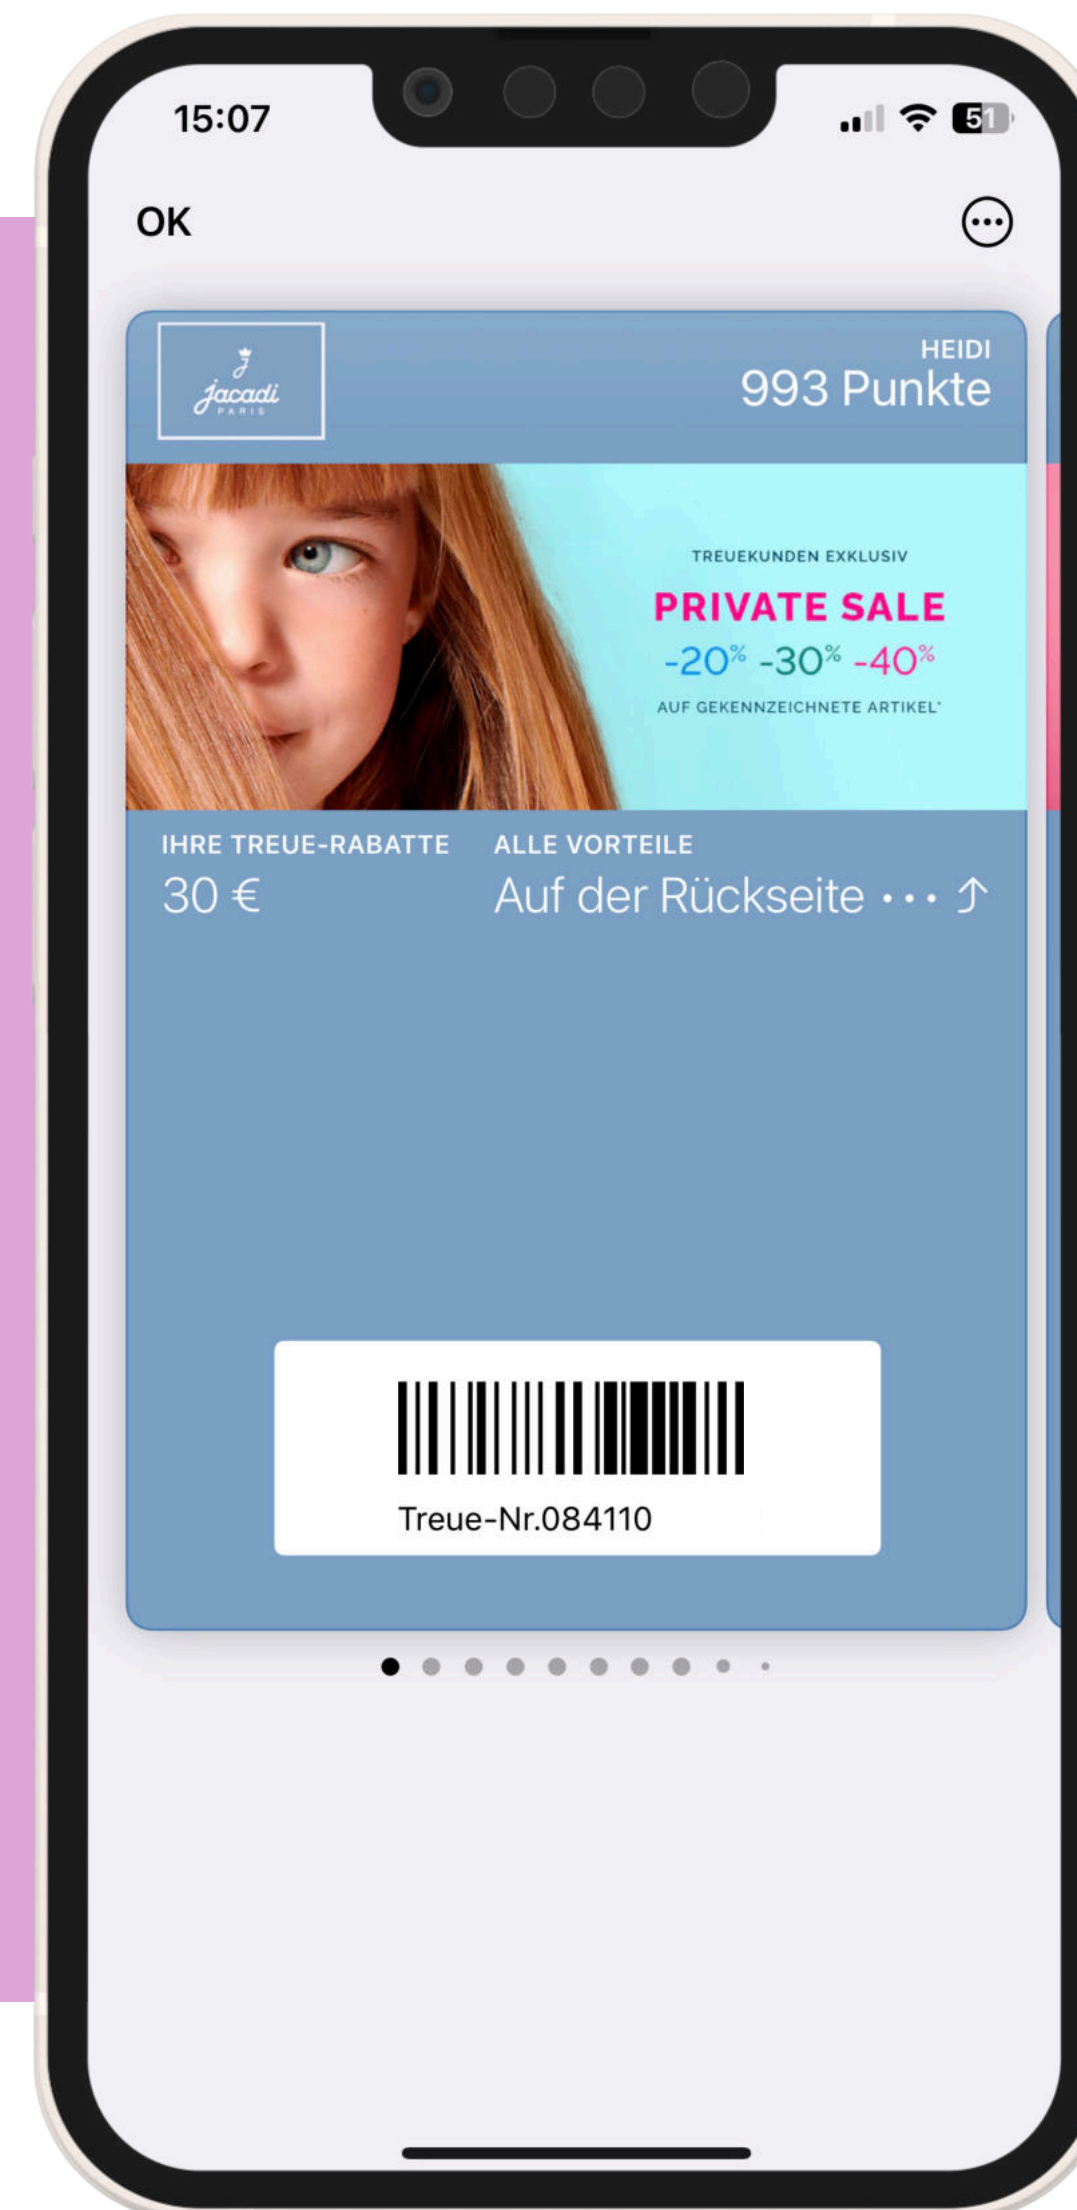 15:07
51
OK
jacadi
PARIS
HEIDI
993 Punkte
TREUEKUNDEN EXKLUSIV
PRIVATE SALE
-20% -30% -40%
AUF GEKENNZEICHNETE ARTIKEL*
IHRE TREUE-RABATTE
30 €
ALLE VORTEILE
Auf der Rückseite ••• ⤴
Treue-Nr.084110